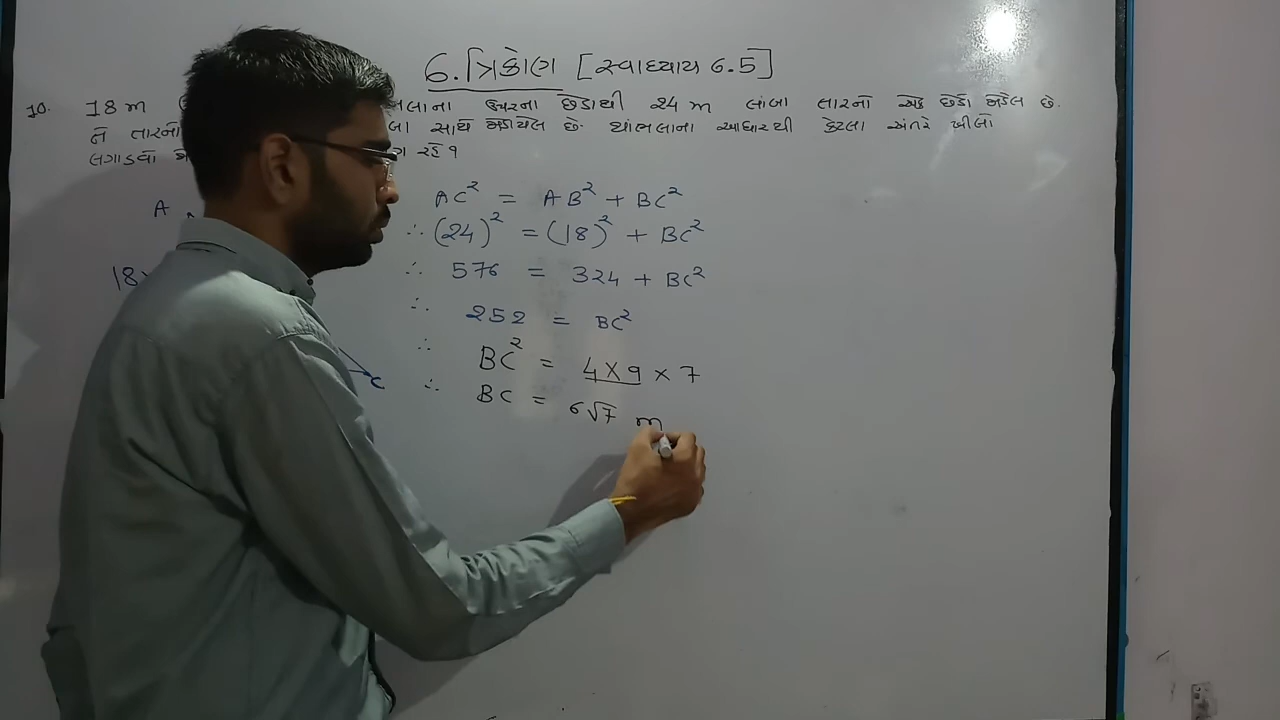 6. ત્રિકોણ [સ્વાધ્યાય 6.5]
10. 18 m ઉપરના છેડાથી 24 m લાંબા તારનો એક છેડો જોડેલ છે.
તે તારનો સાથે જોડાયેલ છે. થાંભલાના આધારથી કેટલા અંતરે ખીલો
લગાડવો રહે ?
A
18
C
AC² = AB² + BC²
∴ (24)² = (18)² + BC²
∴ 576 = 324 + BC²
∴ 252 = BC²
∴ BC² = 4 × 9 × 7
∴ BC = 6√7 m